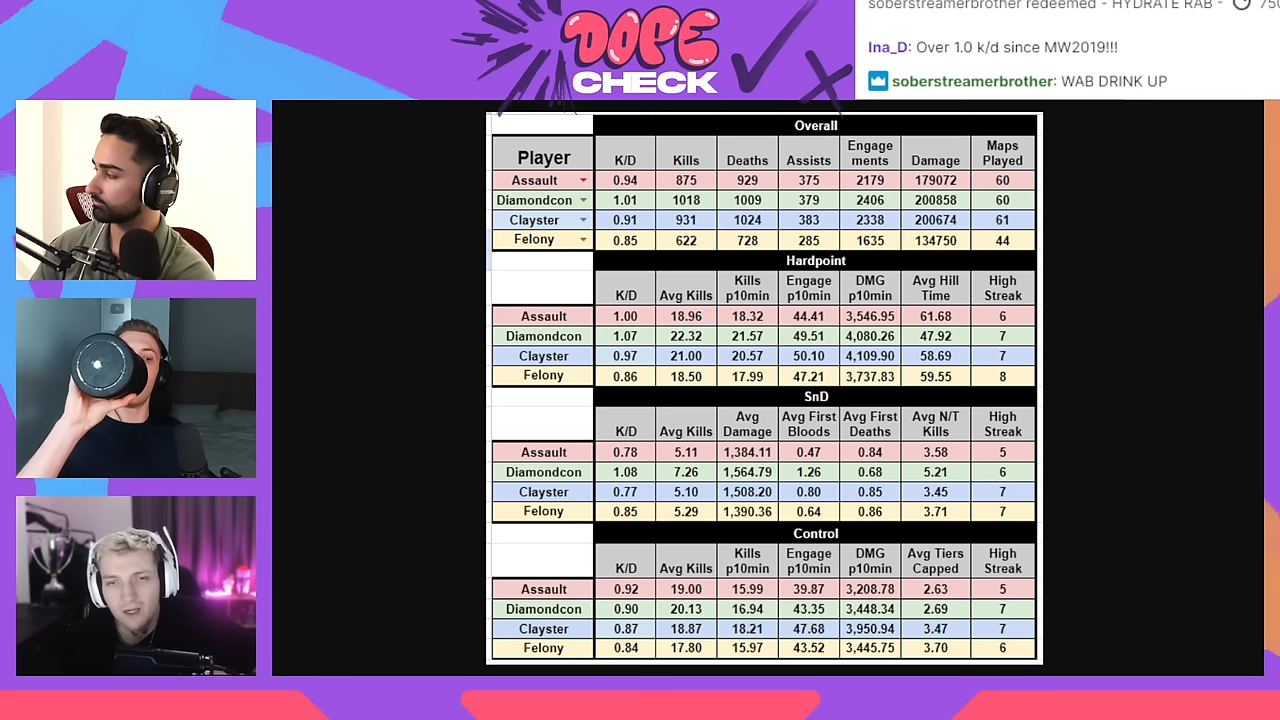 soberstreamerbrother redeemed - HYDRATE RAB - 750
Ina_D: Over 1.0 k/d since MW2019!!!
soberstreamerbrother: WAB DRINK UP
DOPE
CHECK
Overall
Player K/D Kills Deaths Assists Engage ments Damage Maps Played
Assault 0.94 875 929 375 2179 179072 60
Diamondcon 1.01 1018 1009 379 2406 200858 60
Clayster 0.91 931 1024 383 2338 200674 61
Felony 0.85 622 728 285 1635 134750 44
Hardpoint
K/D Avg Kills Kills p10min Engage p10min DMG p10min Avg Hill Time High Streak
Assault 1.00 18.96 18.32 44.41 3,546.95 61.68 6
Diamondcon 1.07 22.32 21.57 49.51 4,080.26 47.92 7
Clayster 0.97 21.00 20.57 50.10 4,109.90 58.69 7
Felony 0.86 18.50 17.99 47.21 3,737.83 59.55 8
SnD
K/D Avg Kills Avg Damage Avg First Bloods Avg First Deaths Avg N/T Kills High Streak
Assault 0.78 5.11 1,384.11 0.47 0.84 3.58 5
Diamondcon 1.08 7.26 1,564.79 1.26 0.68 5.21 6
Clayster 0.77 5.10 1,508.20 0.80 0.85 3.45 7
Felony 0.85 5.29 1,390.36 0.64 0.86 3.71 7
Control
K/D Avg Kills Kills p10min Engage p10min DMG p10min Avg Tiers Capped High Streak
Assault 0.92 19.00 15.99 39.87 3,208.78 2.63 5
Diamondcon 0.90 20.13 16.94 43.35 3,448.34 2.69 7
Clayster 0.87 18.87 18.21 47.68 3,950.94 3.47 7
Felony 0.84 17.80 15.97 43.52 3,445.75 3.70 6